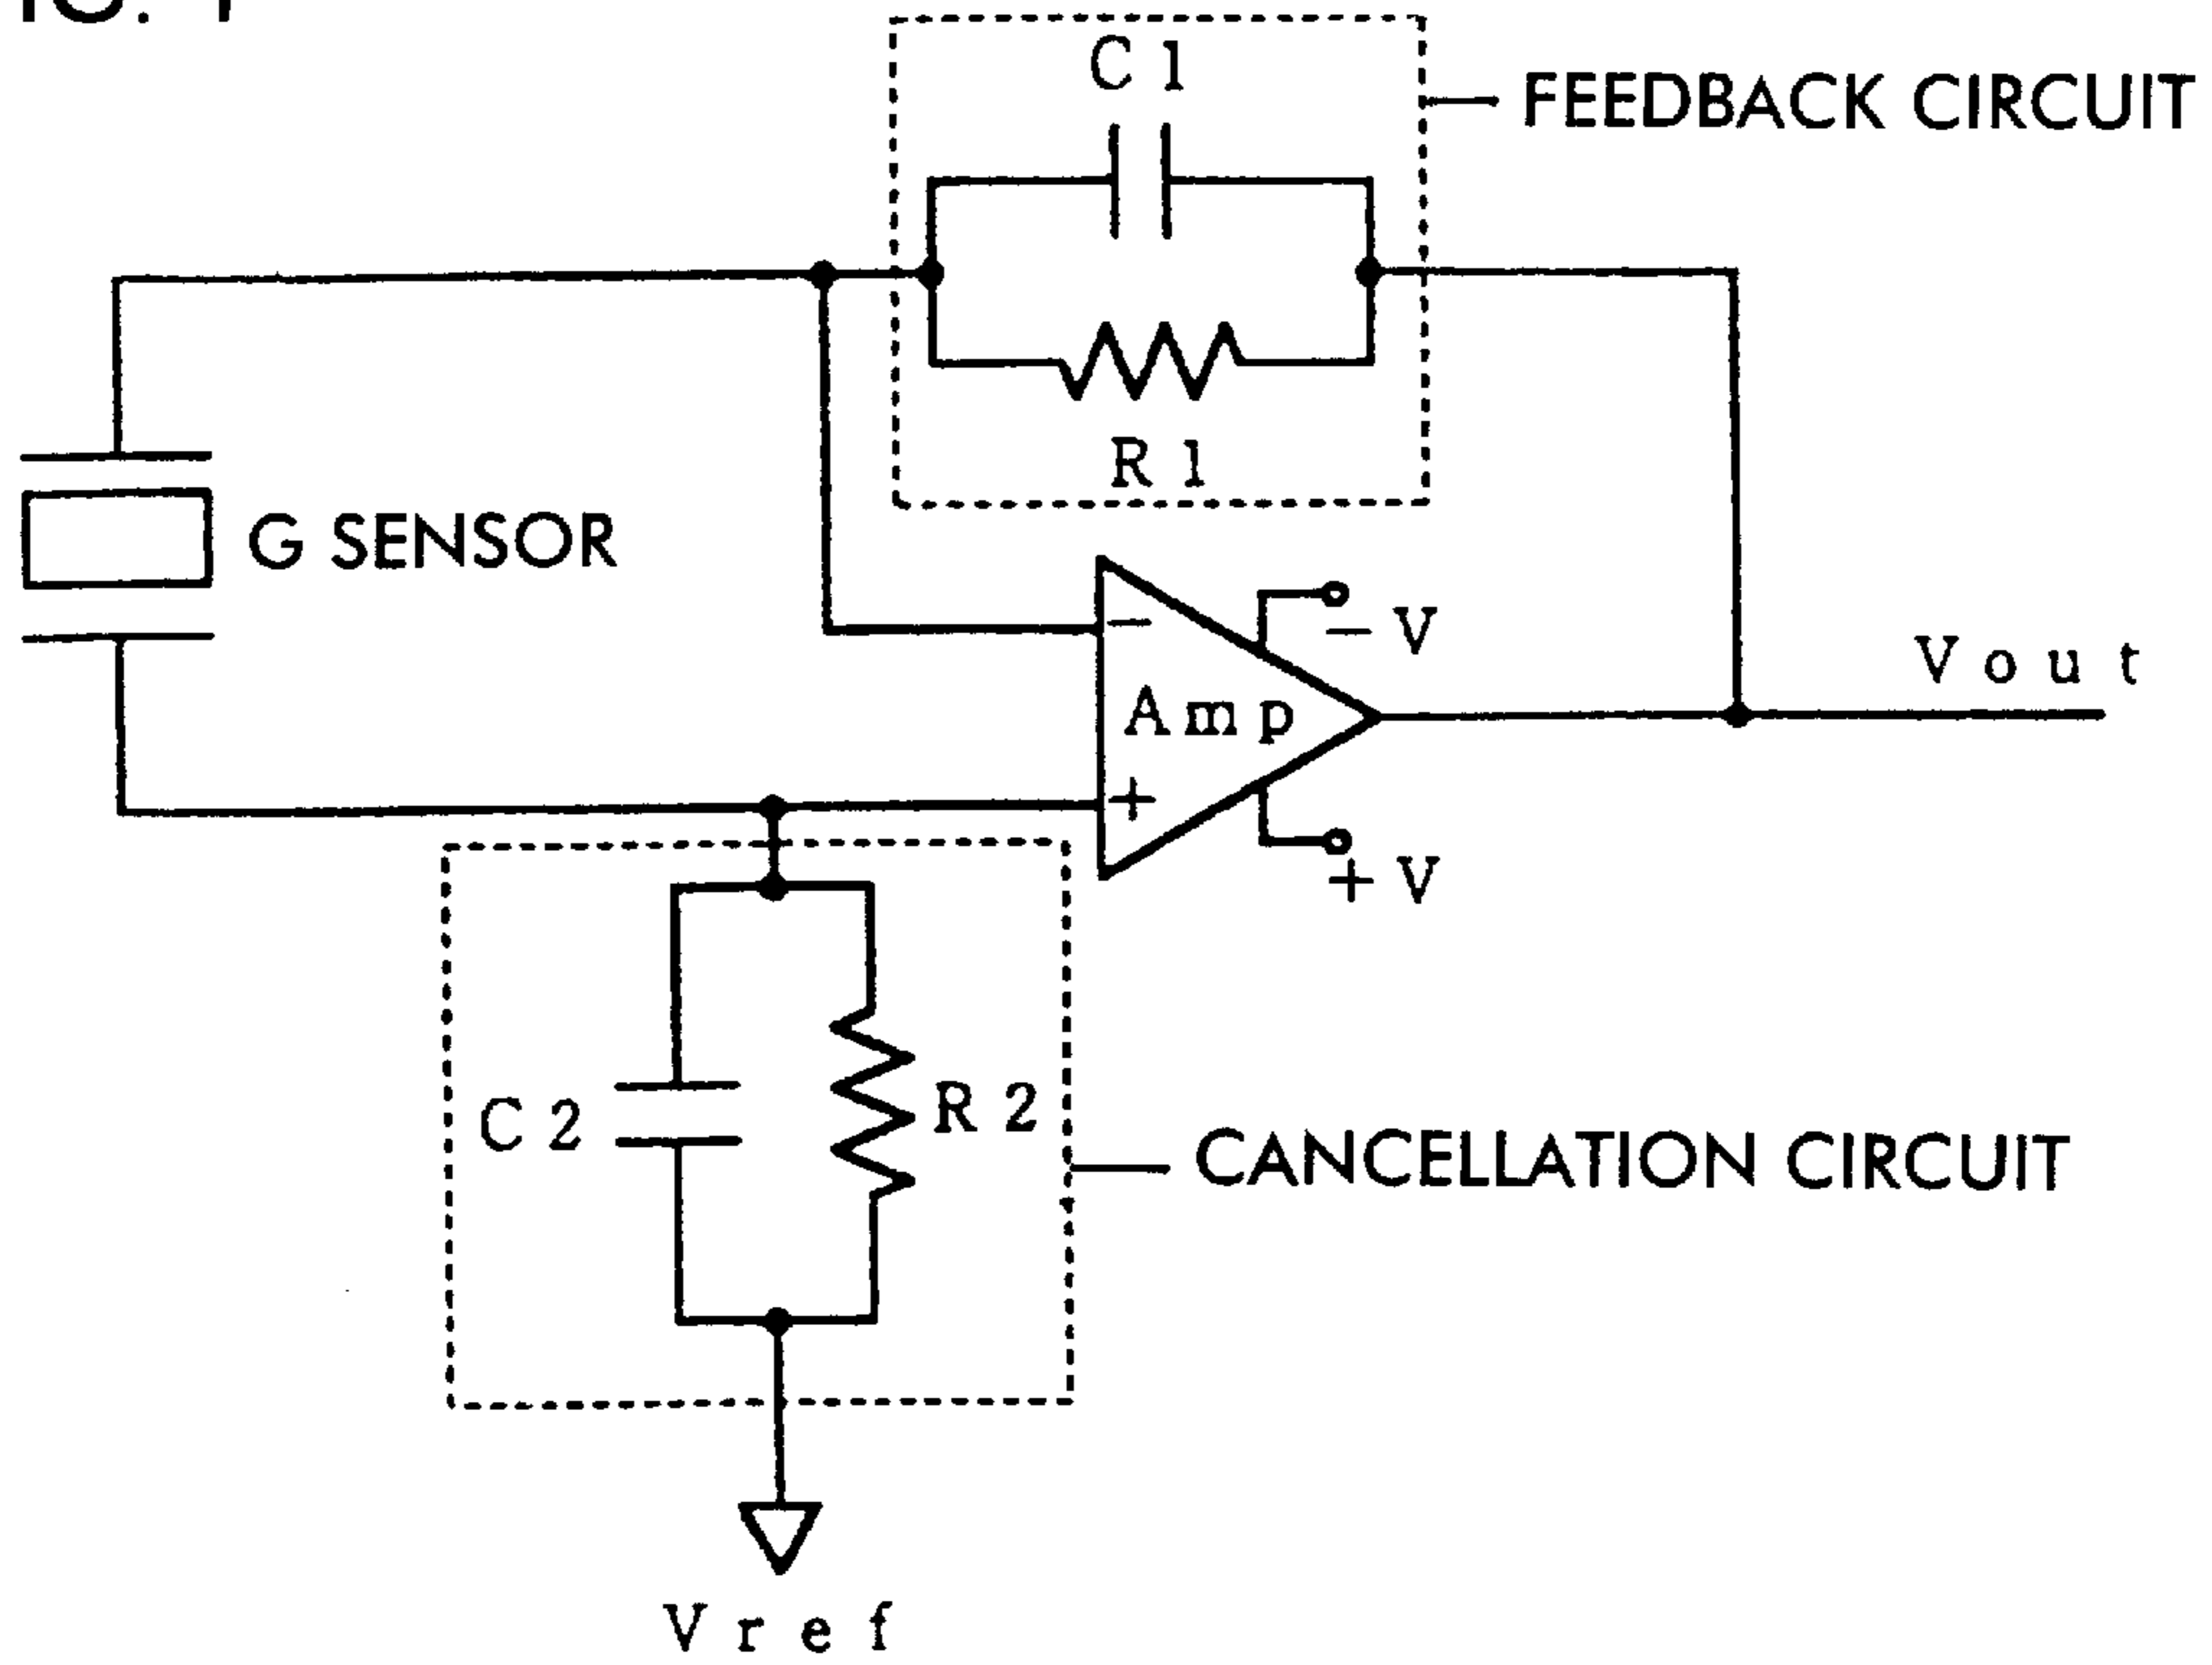 C1
FEEDBACK CIRCUIT
R1
G SENSOR
−
−V
Vout
Amp
+
+V
C2
R2
CANCELLATION CIRCUIT
Vref